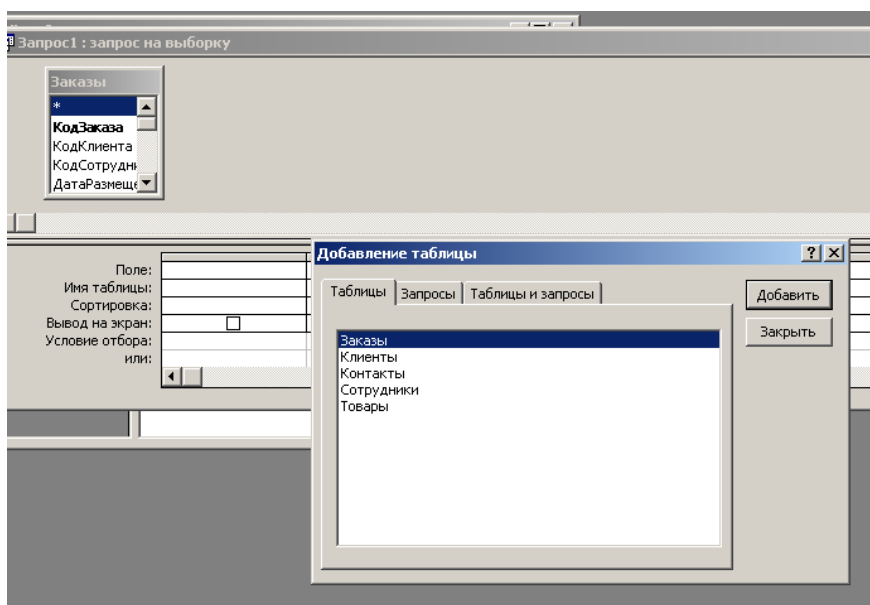 Запрос1 : запрос на выборку
Заказы
*
КодЗаказа
КодКлиента
КодСотрудн
ДатаРазмеще
Добавление таблицы
Таблицы Запросы Таблицы и запросы
Добавить
Закрыть
Заказы
Клиенты
Контакты
Сотрудники
Товары
Поле:
Имя таблицы:
Сортировка:
Вывод на экран:
Условие отбора:
или: